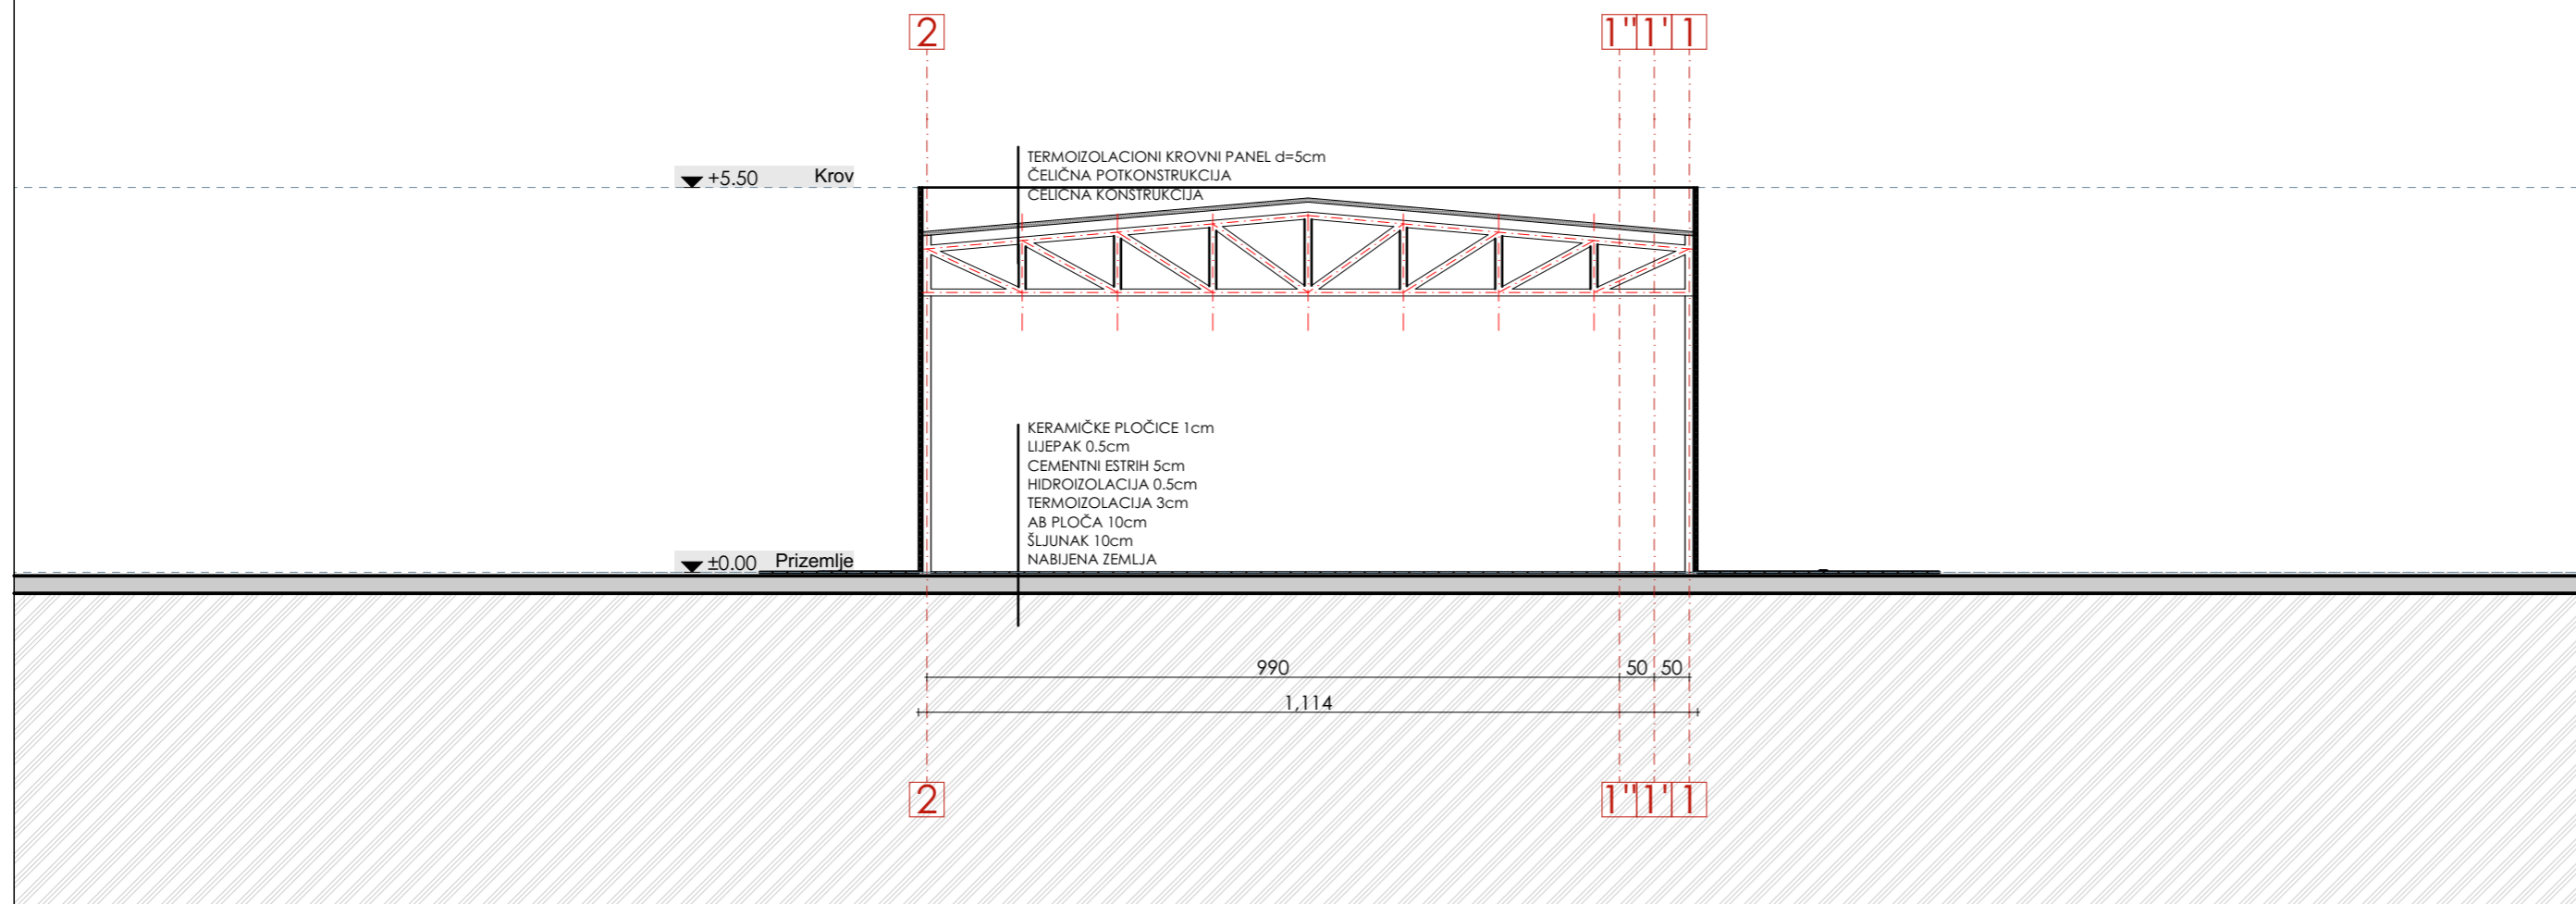 2 1'' 1' 1
TERMOIZOLACIONI KROVNI PANEL d=5cm
ČELIČNA POTKONSTRUKCIJA
ČELIČNA KONSTRUKCIJA
+5.50 Krov
KERAMIČKE PLOČICE 1cm
LIJEPAK 0.5cm
CEMENTNI ESTRIH 5cm
HIDROIZOLACIJA 0.5cm
TERMOIZOLACIJA 3cm
AB PLOČA 10cm
ŠLJUNAK 10cm
NABIJENA ZEMLJA
±0.00 Prizemlje
990 50 50
1,114
2 1'' 1' 1